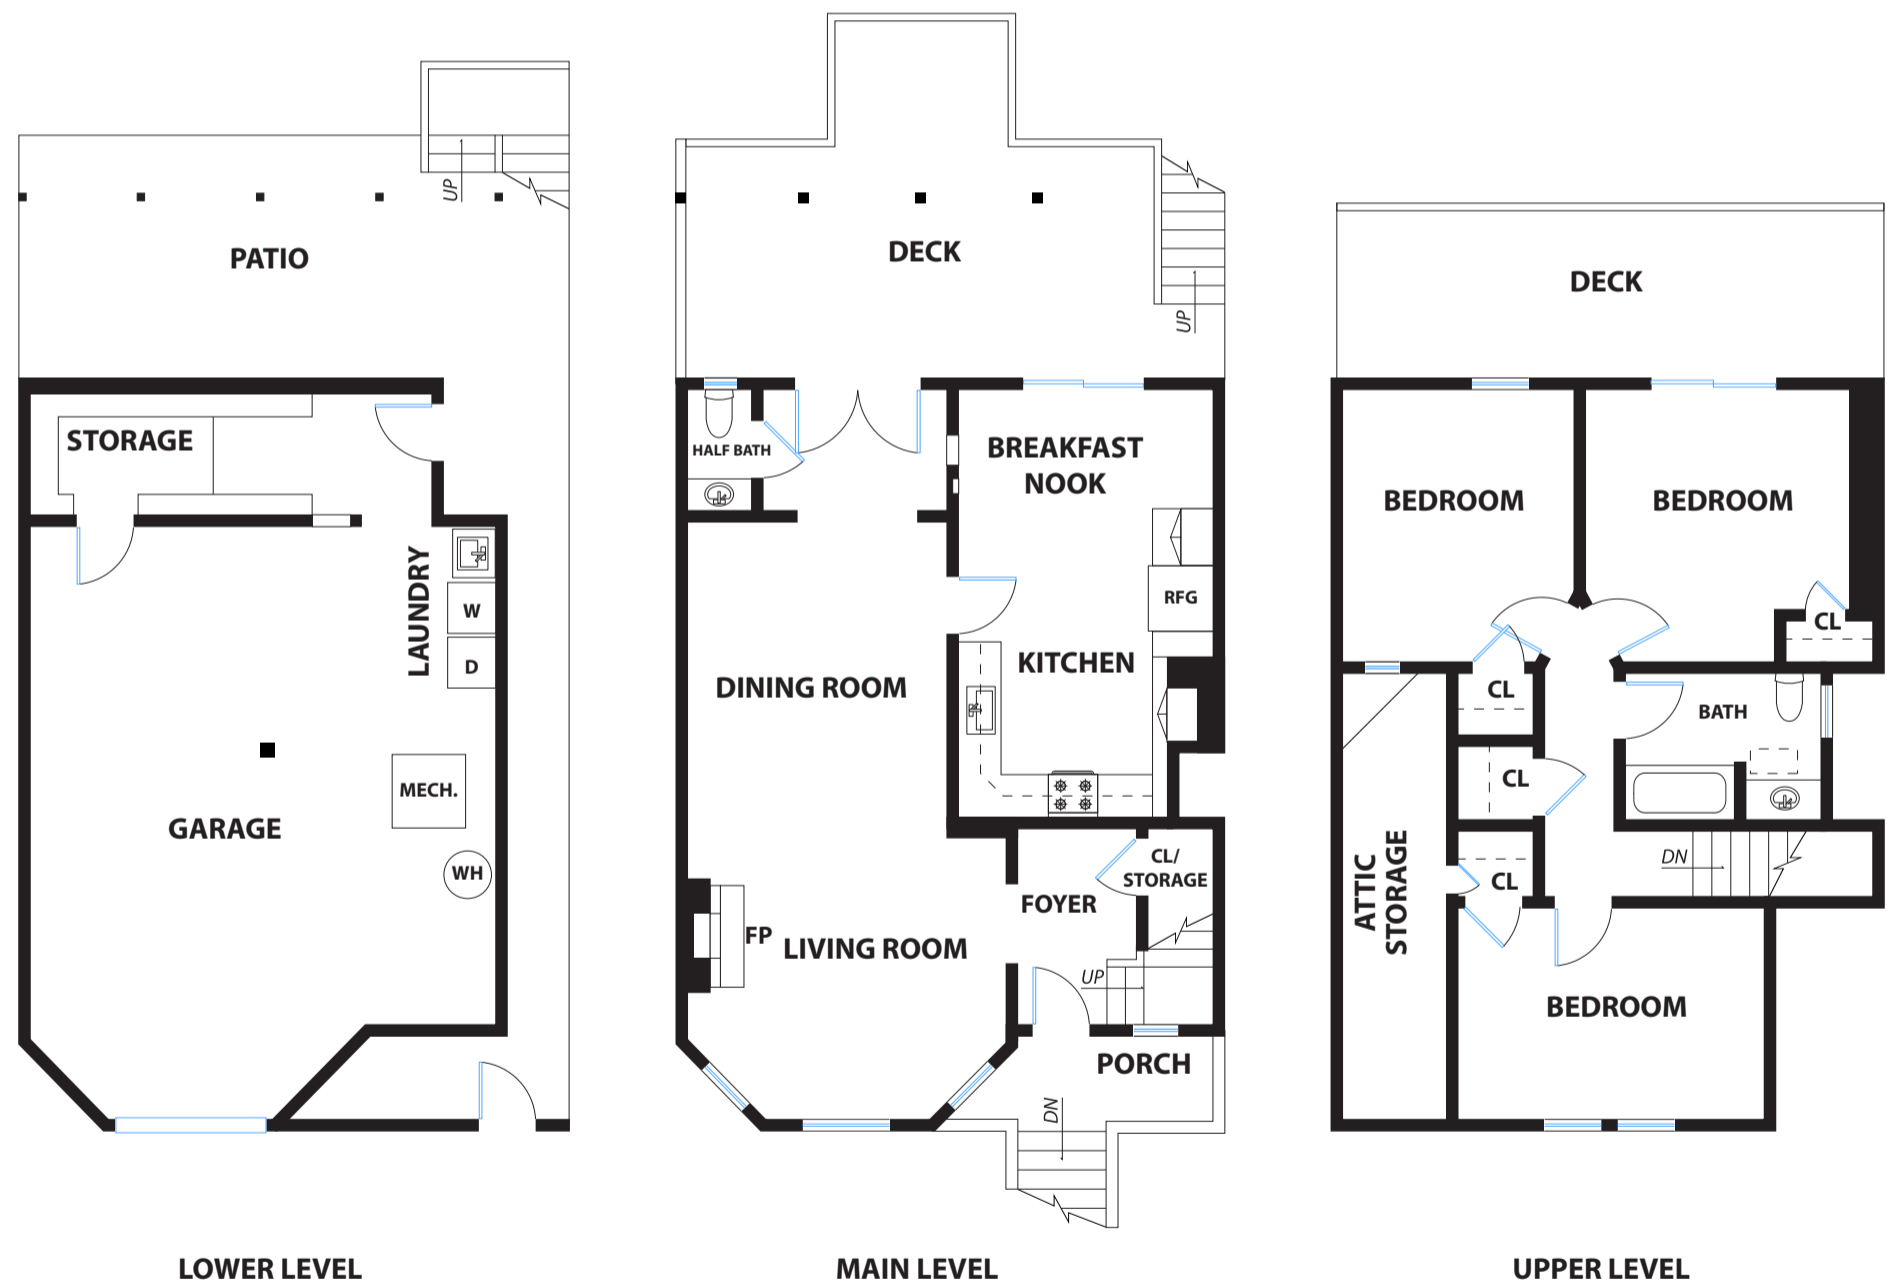 UP
PATIO
STORAGE
LAUNDRY
W
D
MECH.
GARAGE
WH
LOWER LEVEL
DECK
UP
HALF BATH
BREAKFAST
NOOK
RFG
KITCHEN
DINING ROOM
CL/
STORAGE
FOYER
FP
LIVING ROOM
UP
PORCH
DN
MAIN LEVEL
DECK
BEDROOM
BEDROOM
CL
CL
BATH
CL
DN
CL
ATTIC
STORAGE
BEDROOM
UPPER LEVEL